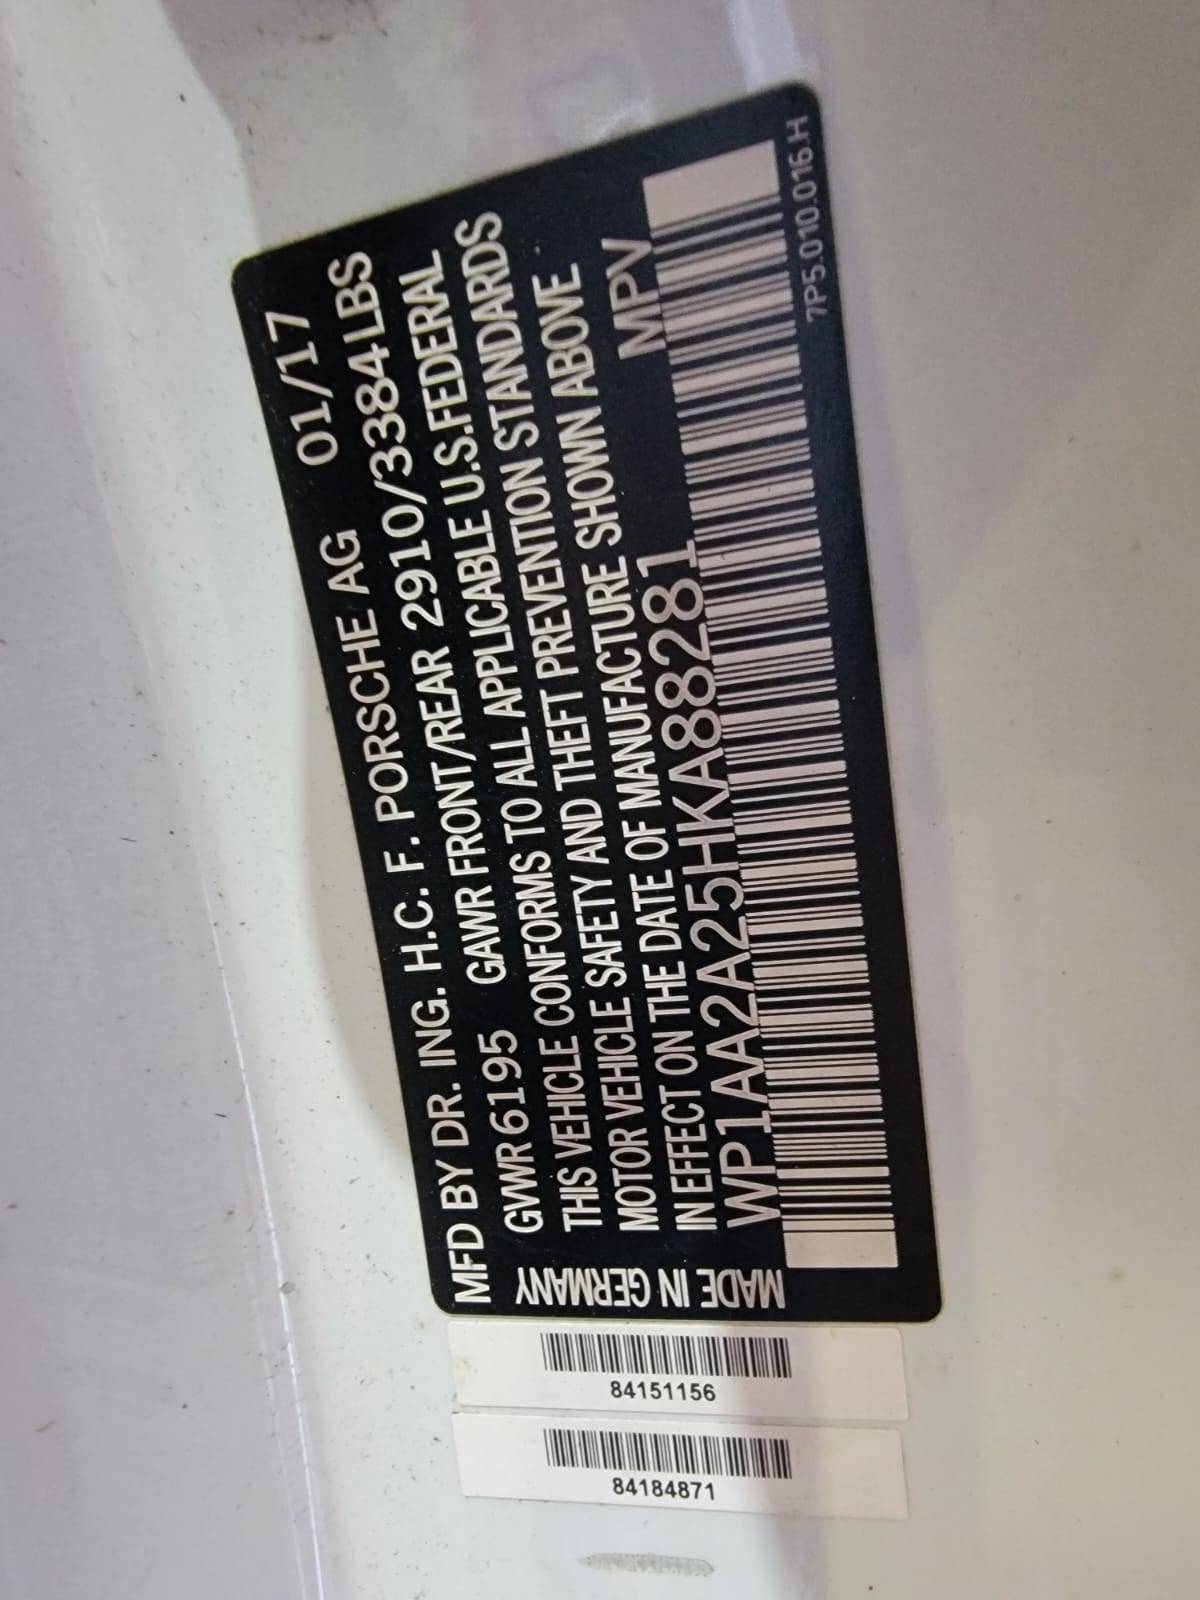 MFD BY DR. ING. H.C. F. PORSCHE AG 01/17
GVWR 6195 GAWR FRONT/REAR 2910/3384LBS
THIS VEHICLE CONFORMS TO ALL APPLICABLE U.S.FEDERAL
MOTOR VEHICLE SAFETY AND THEFT PREVENTION STANDARDS
IN EFFECT ON THE DATE OF MANUFACTURE SHOWN ABOVE
WP1AA2A25HKA88281 MPV
MADE IN GERMANY
7P5.010.016.H
84151156
84184871